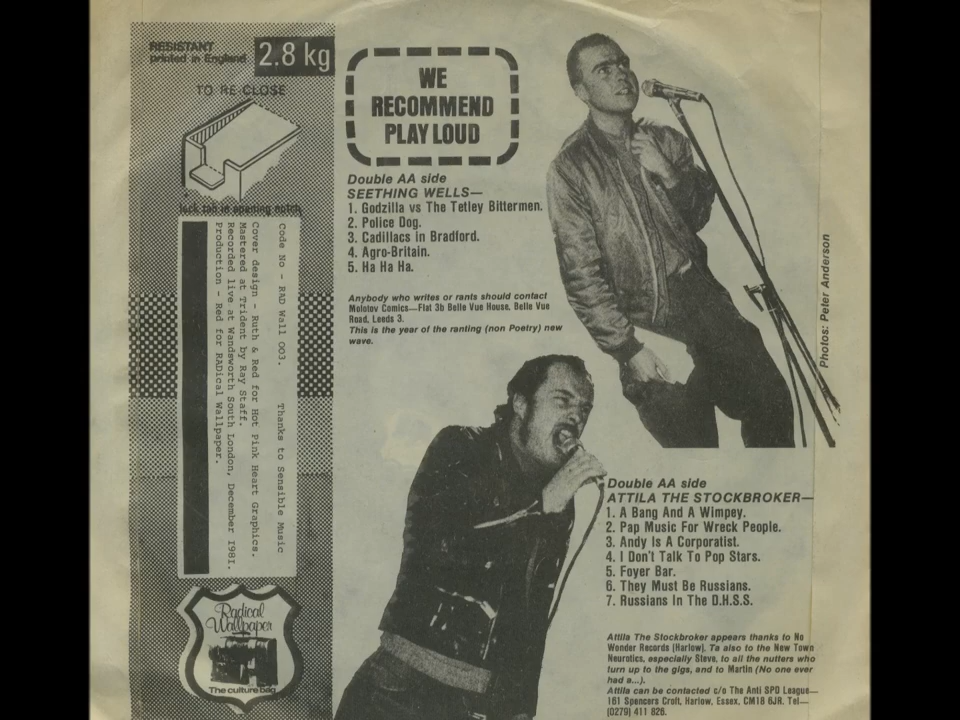 RESISTANT
printed in England
2.8 kg
TO RE CLOSE
lock tab in opening notch
Code No - RAD Wall 003. Thanks to Sensible Music
Cover design - Ruth & Red for Hot Pink Heart Graphics.
Mastered at Trident by Ray Staff.
Recorded live at Wandsworth South London, December 1981.
Production - Red for RADical Wallpaper.
Radical
Wallpaper
The culture bag
WE
RECOMMEND
PLAY LOUD
Double AA side
SEETHING WELLS—
1. Godzilla vs The Tetley Bittermen.
2. Police Dog.
3. Cadillacs in Bradford.
4. Agro-Britain.
5. Ha Ha Ha.
Anybody who writes or rants should contact
Molotov Comics—Flat 3b Belle Vue House, Belle Vue
Road, Leeds 3.
This is the year of the ranting (non Poetry) new
wave.
Photos: Peter Anderson
Double AA side
ATTILA THE STOCKBROKER—
1. A Bang And A Wimpey.
2. Pap Music For Wreck People.
3. Andy Is A Corporatist.
4. I Don't Talk To Pop Stars.
5. Foyer Bar.
6. They Must Be Russians.
7. Russians In The D.H.S.S.
Attila The Stockbroker appears thanks to No
Wonder Records (Harlow). Ta also to the New Town
Neurotics, especially Steve, to all the nutters who
turn up to the gigs, and to Martin (No one ever
had a...).
Attila can be contacted c/o The Anti SPD League—
161 Spencers Croft, Harlow, Essex, CM18 6JR. Tel—
(0279) 411 826.